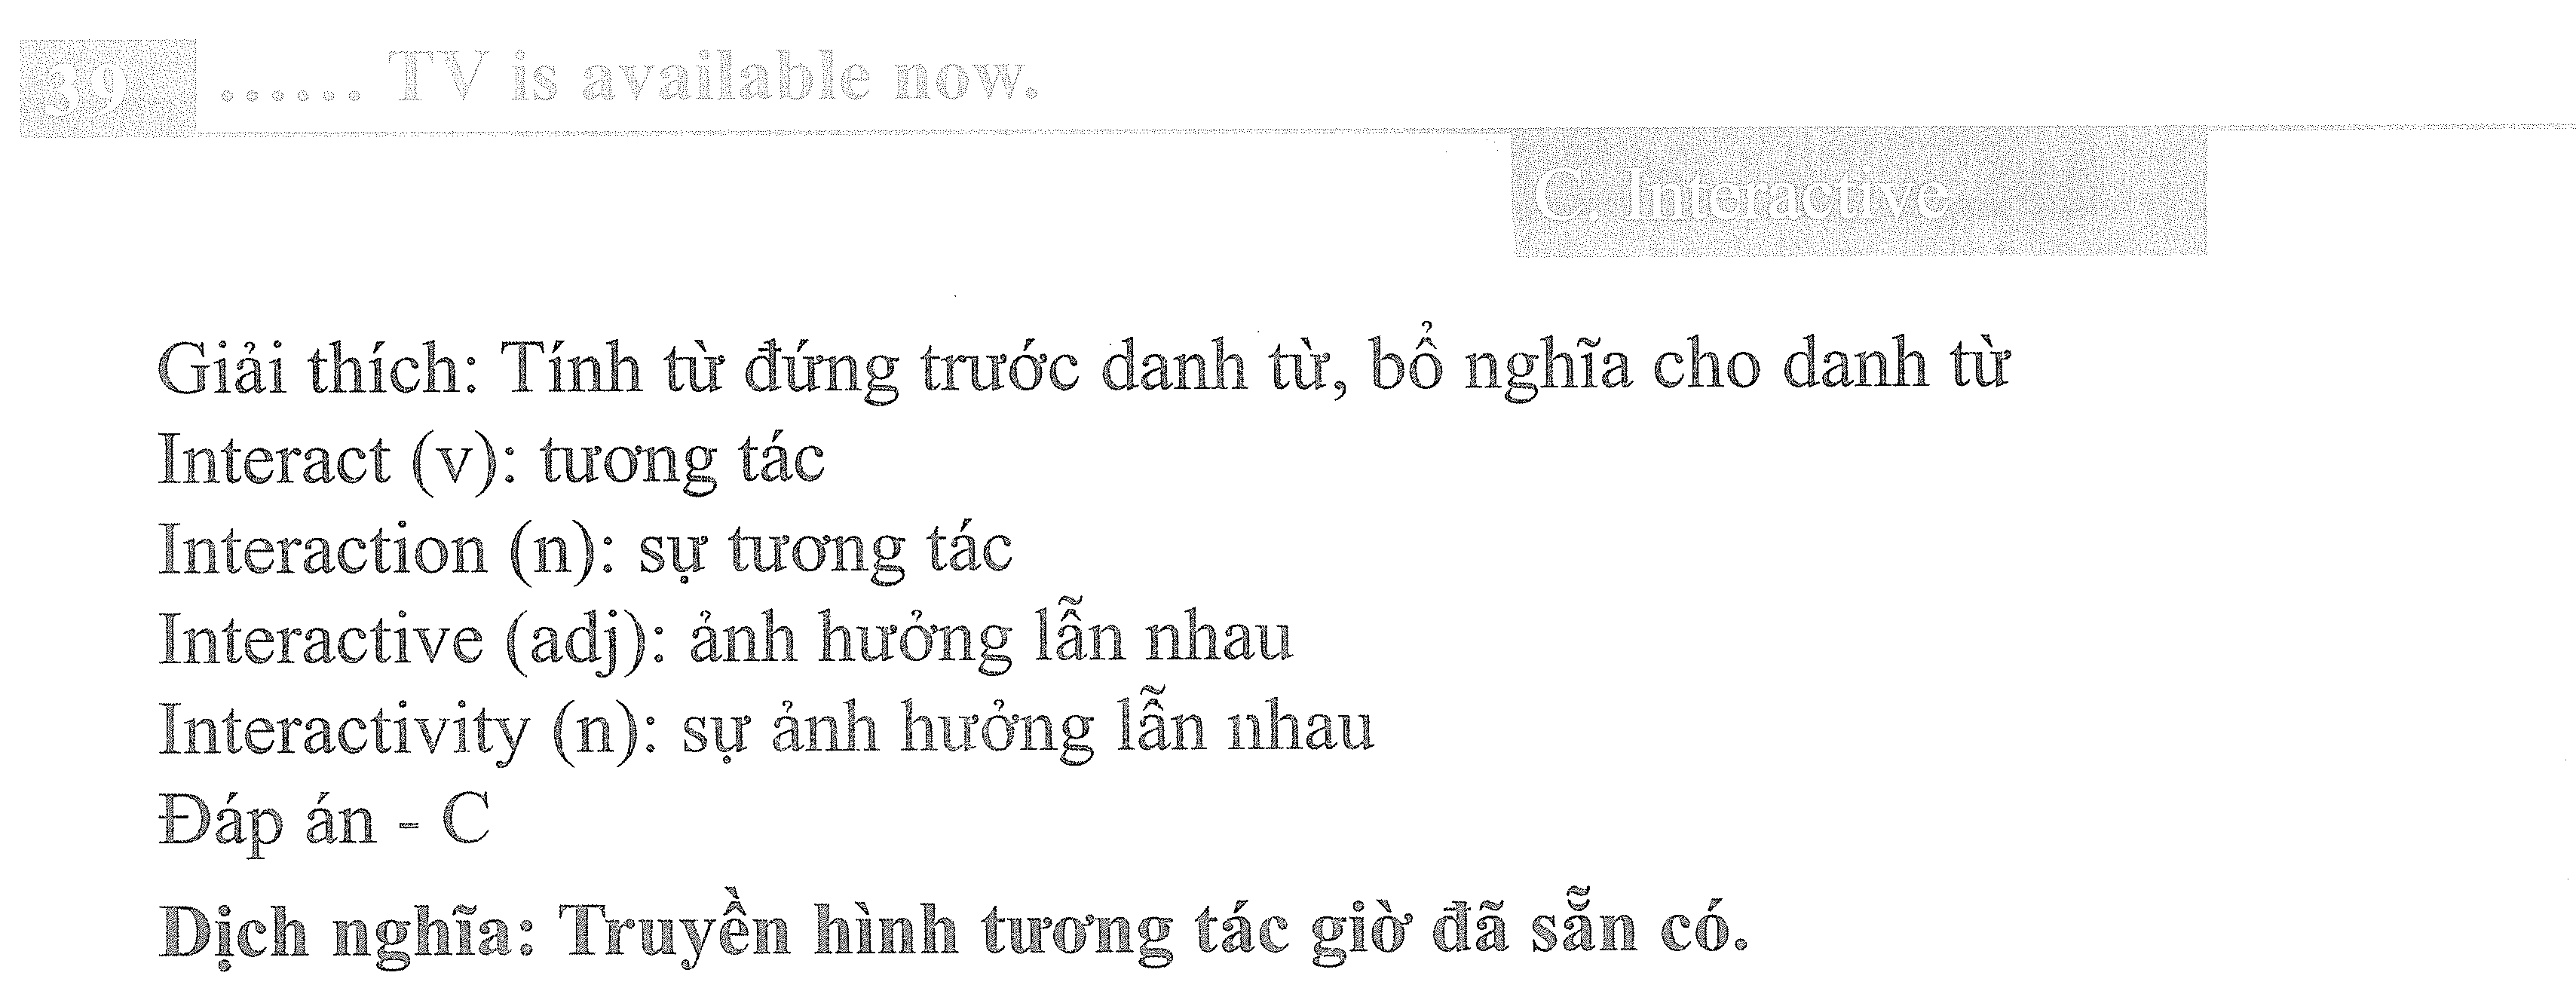 39 ...... TV is available now.
C. Interactive
Giải thích: Tính từ đứng trước danh từ, bổ nghĩa cho danh từ
Interact (v): tương tác
Interaction (n): sự tương tác
Interactive (adj): ảnh hưởng lẫn nhau
Interactivity (n): sự ảnh hưởng lẫn nhau
Đáp án - C
Dịch nghĩa: Truyền hình tương tác giờ đã sẵn có.